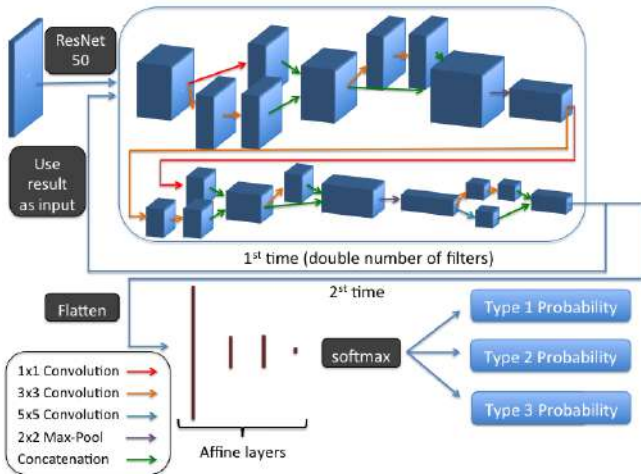 ResNet
50
Use
result
as input
1st time (double number of filters)
2st time
Flatten
softmax
Type 1 Probability
Type 2 Probability
Type 3 Probability
1x1 Convolution
3x3 Convolution
5x5 Convolution
2x2 Max-Pool
Concatenation
Affine layers